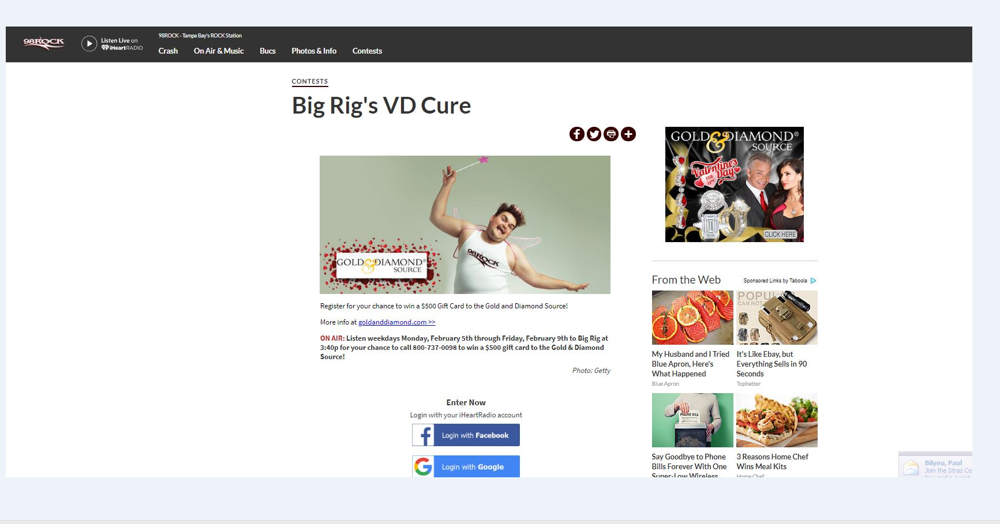 98ROCK
Listen Live on
iHeartRADIO
98ROCK - Tampa Bay's ROCK Station
Crash On Air & Music Bucs Photos & Info Contests
CONTESTS
Big Rig's VD Cure
98ROCK
GOLD & DIAMOND®
SOURCE
Register for your chance to win a $500 Gift Card to the Gold and Diamond Source!
More info at goldanddiamond.com >>
ON AIR: Listen weekdays Monday, February 5th through Friday, February 9th to Big Rig at
3:40p for your chance to call 800-737-0098 to win a $500 gift card to the Gold & Diamond
Source!
Photo: Getty
Enter Now
Login with your iHeartRadio account
Login with Facebook
Login with Google
GOLD & DIAMOND®
SOURCE
Valentine's
Day
FEB
14TH
CLICK HERE
From the Web
Sponsored Links by Taboola
POPUL
CAN NOT
My Husband and I Tried
Blue Apron, Here's
What Happened
Blue Apron
It's Like Ebay, but
Everything Sells in 90
Seconds
Tophatter
PHONE BILL
Say Goodbye to Phone
Bills Forever With One
Super-Low Wireless
3 Reasons Home Chef
Wins Meal Kits
Home Chef
Bilyeu, Paul
Join the Straz Ce